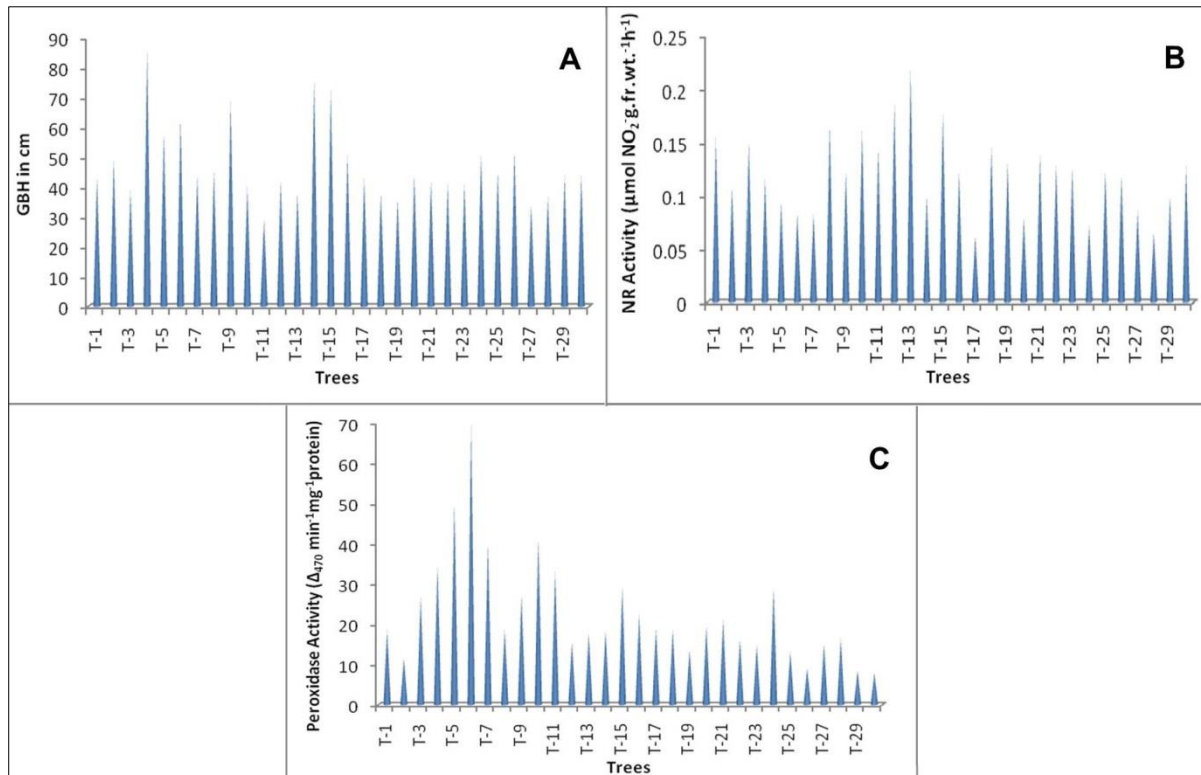 A
GBH in cm
90
80
70
60
50
40
30
20
10
0
T-1
T-3
T-5
T-7
T-9
T-11
T-13
T-15
T-17
T-19
T-21
T-23
T-25
T-27
T-29
Trees
B
NR Activity (µmol NO₂⁻g.fr.wt.⁻¹h⁻¹)
0.25
0.2
0.15
0.1
0.05
0
T-1
T-3
T-5
T-7
T-9
T-11
T-13
T-15
T-17
T-19
T-21
T-23
T-25
T-27
T-29
Trees
C
Peroxidase Activity (Δ₄₇₀ min⁻¹mg⁻¹protein)
70
60
50
40
30
20
10
0
T-1
T-3
T-5
T-7
T-9
T-11
T-13
T-15
T-17
T-19
T-21
T-23
T-25
T-27
T-29
Trees